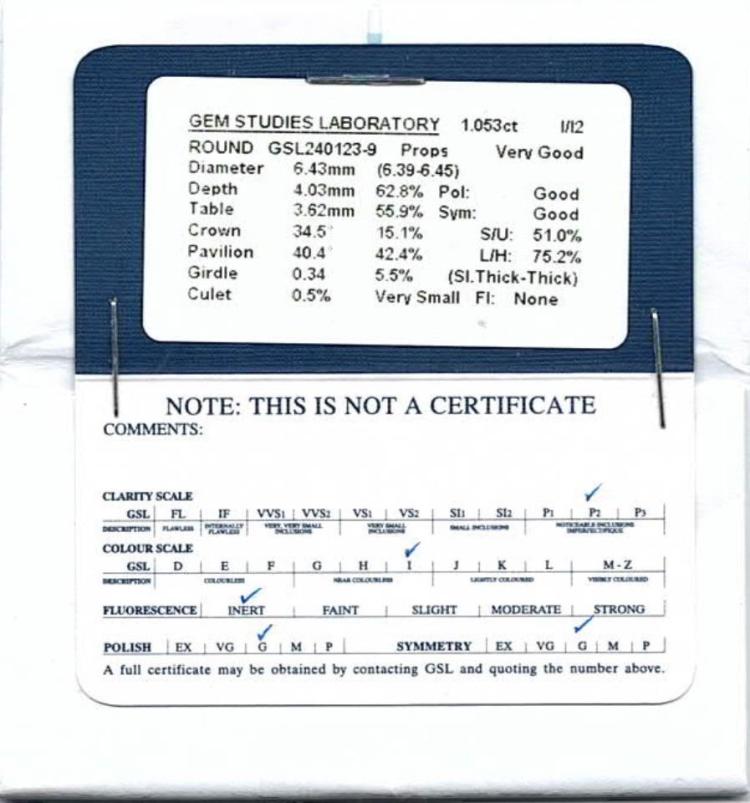 GEM STUDIES LABORATORY 1.053ct I/I2
ROUND GSL240123-9 Props Very Good
Diameter 6.43mm (6.39-6.45)
Depth 4.03mm 62.8% Pol: Good
Table 3.62mm 55.9% Sym: Good
Crown 34.5° 15.1% S/U: 51.0%
Pavilion 40.4° 42.4% L/H: 75.2%
Girdle 0.34 5.5% (Sl.Thick-Thick)
Culet 0.5% Very Small Fl: None
NOTE: THIS IS NOT A CERTIFICATE
COMMENTS:
CLARITY SCALE
GSL FL IF VVS1 VVS2 VS1 VS2 SI1 SI2 P1 P2 P3
DESCRIPTION FLAWLESS INTERNALLY FLAWLESS VERY, VERY SMALL INCLUSIONS VERY SMALL INCLUSIONS SMALL INCLUSIONS NOTICEABLE INCLUSIONS
COLOUR SCALE
GSL D E F G H I J K L M - Z
DESCRIPTION COLOURLESS NEAR COLOURLESS LIGHTLY COLOURED VISIBLY COLOURED
FLUORESCENCE INERT FAINT SLIGHT MODERATE STRONG
POLISH EX VG G M P SYMMETRY EX VG G M P
A full certificate may be obtained by contacting GSL and quoting the number above.